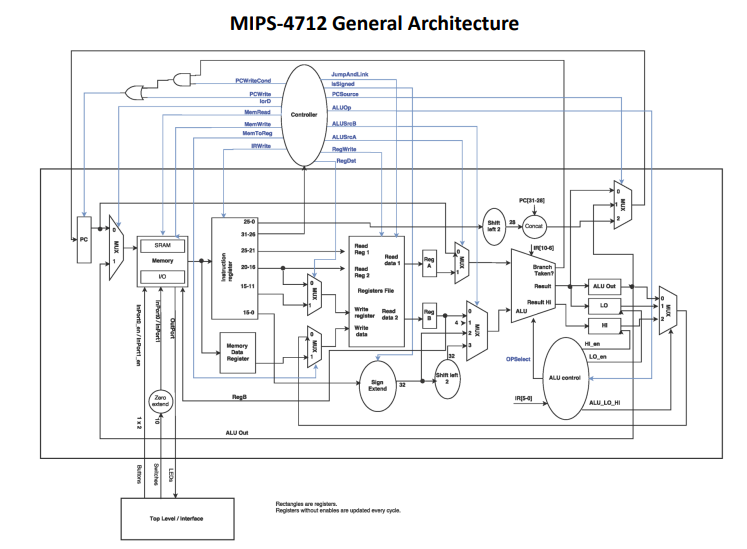 MIPS-4712 General Architecture
PCWriteCond
PCWrite
IorD
MemRead
MemWrite
MemToReg
IRWrite
Controller
JumpAndLink
IsSigned
PCSource
ALUOp
ALUSrcB
ALUSrcA
RegWrite
RegDst
PC
0
MUX
1
SRAM
Memory
I/O
Instruction register
25-0
31-26
25-21
20-16
15-11
15-0
Memory
Data
Register
0
MUX
1
0
MUX
1
Read
Reg 1
Read
Reg 2
Registers File
Write
register
Write
data
Read
data 1
Read
data 2
Reg
A
Reg
B
0
MUX
1
0
4
1
2
3
MUX
Shift
left 2
28
PC[31-28]
Concat
IR[10-6]
Branch
Taken?
Result
Result HI
ALU
0
1
2
MUX
ALU Out
LO
HI
0
1
2
MUX
HI_en
LO_en
OPSelect
ALU control
IR[5-0]
ALU_LO_HI
Sign
Extend
32
32
Shift left
2
RegB
ALU Out
InPort0_en /InPort1_en
InPort0 /InPort1
OutPort
Zero
extend
1 x 2
10
Buttons
Switches
LEDs
Top Level / Interface
Rectangles are registers.
Registers without enables are updated every cycle.